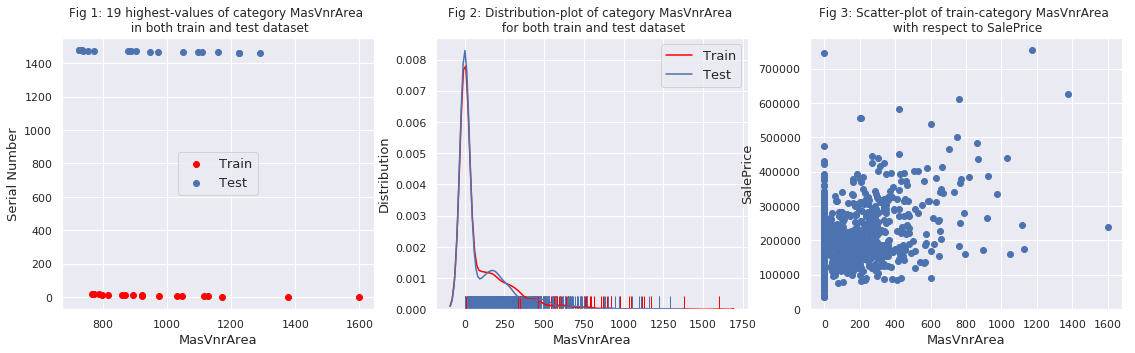 Fig 1: 19 highest-values of category MasVnrArea
in both train and test dataset
Serial Number
1400
1200
1000
800
600
400
200
0
Train
Test
800
1000
1200
1400
1600
MasVnrArea
Fig 2: Distribution-plot of category MasVnrArea
for both train and test dataset
Distribution
0.008
0.007
0.006
0.005
0.004
0.003
0.002
0.001
0.000
Train
Test
0
250
500
750
1000
1250
1500
1750
MasVnrArea
Fig 3: Scatter-plot of train-category MasVnrArea
with respect to SalePrice
SalePrice
700000
600000
500000
400000
300000
200000
100000
0
0
200
400
600
800
1000
1200
1400
1600
MasVnrArea